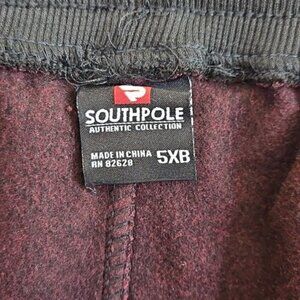 SOUTHPOLE
AUTHENTIC COLLECTION
MADE IN CHINA
RN 82628
5XB